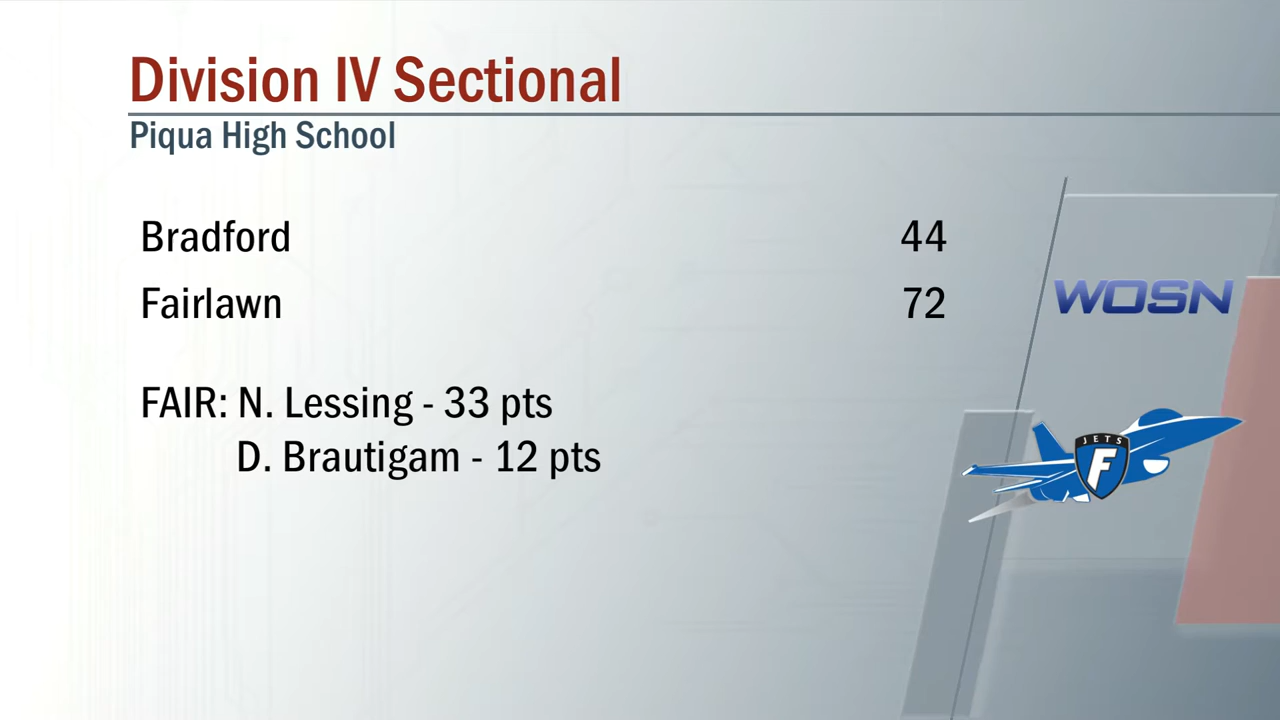 Division IV Sectional
Piqua High School
Bradford 44
Fairlawn 72
WOSN
FAIR: N. Lessing - 33 pts
D. Brautigam - 12 pts
JETS
F